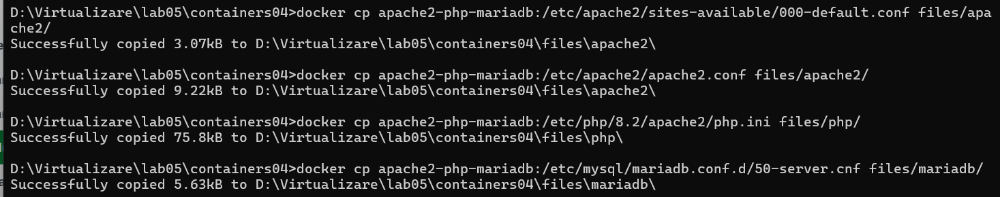 D:\Virtualizare\lab05\containers04>docker cp apache2-php-mariadb:/etc/apache2/sites-available/000-default.conf files/apa
che2/
Successfully copied 3.07kB to D:\Virtualizare\lab05\containers04\files\apache2\
D:\Virtualizare\lab05\containers04>docker cp apache2-php-mariadb:/etc/apache2/apache2.conf files/apache2/
Successfully copied 9.22kB to D:\Virtualizare\lab05\containers04\files\apache2\
D:\Virtualizare\lab05\containers04>docker cp apache2-php-mariadb:/etc/php/8.2/apache2/php.ini files/php/
Successfully copied 75.8kB to D:\Virtualizare\lab05\containers04\files\php\
D:\Virtualizare\lab05\containers04>docker cp apache2-php-mariadb:/etc/mysql/mariadb.conf.d/50-server.cnf files/mariadb/
Successfully copied 5.63kB to D:\Virtualizare\lab05\containers04\files\mariadb\